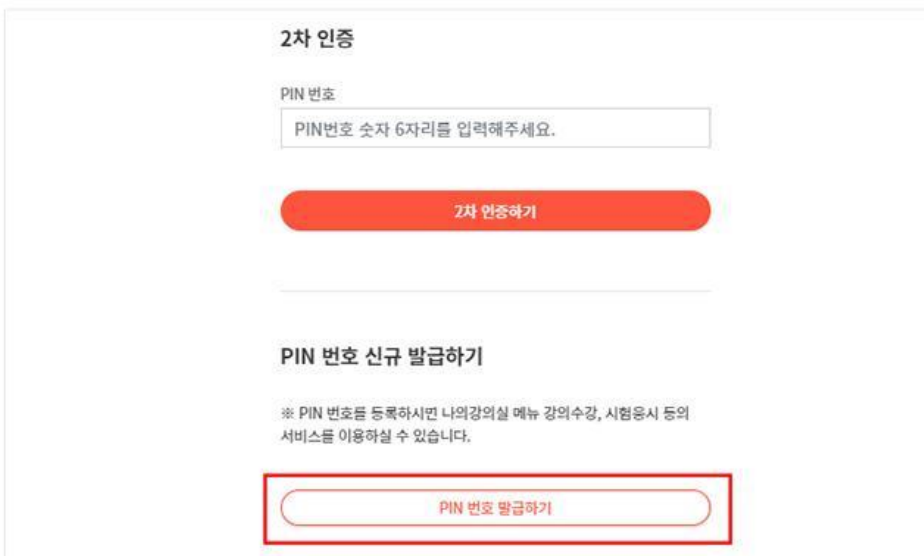 2차 인증
PIN 번호
PIN번호 숫자 6자리를 입력해주세요.
2차 인증하기
PIN 번호 신규 발급하기
※ PIN 번호를 등록하시면 나의강의실 메뉴 강의수강, 시험응시 등의
서비스를 이용하실 수 있습니다.
PIN 번호 발급하기